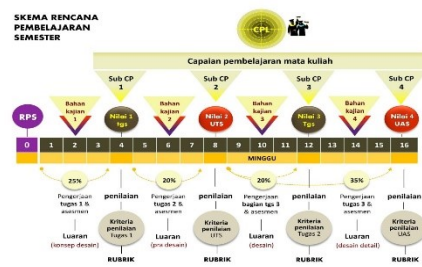 SKEMA RENCANA
PEMBELAJARAN
SEMESTER
CPL
Capaian pembelajaran mata kuliah
Sub CP
1
Sub CP
2
Sub CP
3
Sub CP
4
RPS
Bahan
kajian
1
Nilai 1
tgs
Bahan
kajian
2
Nilai 2
UTS
Bahan
kajian
3
Nilai 3
Tgs
Bahan
kajian
4
Nilai 4
UAS
0 1 2 3 4 5 6 7 8 9 10 11 12 13 14 15 16
MINGGU
25%
20%
20%
35%
Pengerjaan
tugas 1 &
asesmen
penilaian
Pengerjaan
tugas 2 &
asesmen
penilaian
Pengerjaan
bagian tgs 3
& asesmen
penilaian
Pengerjaan
tugas 3 &
asesmen
penilaian
Luaran
(konsep desain)
Kriteria
penilaian
Tugas 1
Luaran
(pra desain)
Kriteria
penilaian
UTS
Luaran
(desain)
Kriteria
penilaian
Tugas 2
Luaran
(desain detail)
Kriteria
penilaian
UAS
RUBRIK
RUBRIK
RUBRIK
RUBRIK